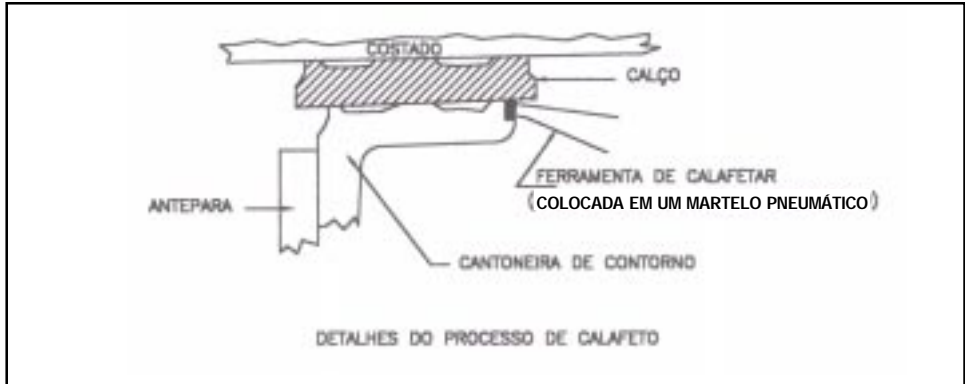 COSTADO
CALÇO
FERRAMENTA DE CALAFETAR
(COLOCADA EM UM MARTELO PNEUMÁTICO)
ANTEPARA
CANTONEIRA DE CONTORNO
DETALHES DO PROCESSO DE CALAFETO